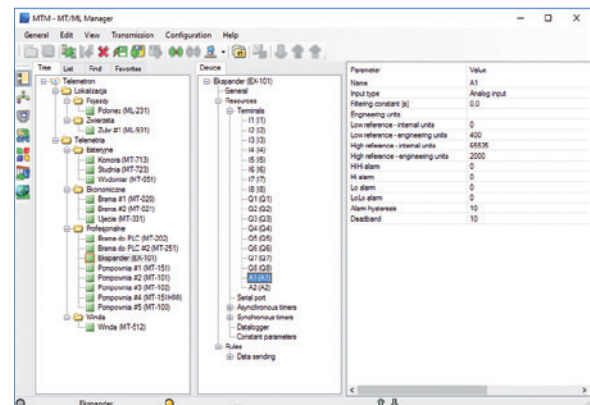 MTM - MT/ML Manager
General Edit View Transmission Configuration Help
Tree List Find Favorites
Telemetron
Lokalizacja
Pojazdy
Polonez (ML-231)
Zwierzeta
Żubr #1 (ML-931)
Telemetria
Bateryjne
Komora (MT-713)
Studnia (MT-723)
Wodomiar (MT-051)
Ekonomiczne
Brama #1 (MT-020)
Brama #2 (MT-021)
Ujecie (MT-331)
Profesjonalne
Brama do PLC (MT-202)
Brama do PLC #2 (MT-251)
Ekspander (EX-101)
Pompownia #1 (MT-151)
Pompownia #2 (MT-101)
Pompownia #3 (MT-102)
Pompownia #4 (MT-151HMI)
Pompownia #5 (MT-100)
Winda
Winda (MT-512)
Device
Ekspander (EX-101)
General
Resources
Terminals
I1 (I1)
I2 (I2)
I3 (I3)
I4 (I4)
I5 (I5)
I6 (I6)
I7 (I7)
I8 (I8)
Q1 (Q1)
Q2 (Q2)
Q3 (Q3)
Q4 (Q4)
Q5 (Q5)
Q6 (Q6)
Q7 (Q7)
Q8 (Q8)
A1 (A1)
A2 (A2)
Serial port
Asynchronous timers
Synchronous timers
Datalogger
Constant parameters
Rules
Data sending
Parameter Value
Name A1
Input type Analog input
Filtering constant [s] 0,0
Engineering units
Low reference - internal units 0
Low reference - engineering units 400
High reference - internal units 65535
High reference - engineering units 2000
HiHi alarm 0
Hi alarm 0
Lo alarm 0
LoLo alarm 0
Alarm hysteresis 10
Deadband 10
Ekspander